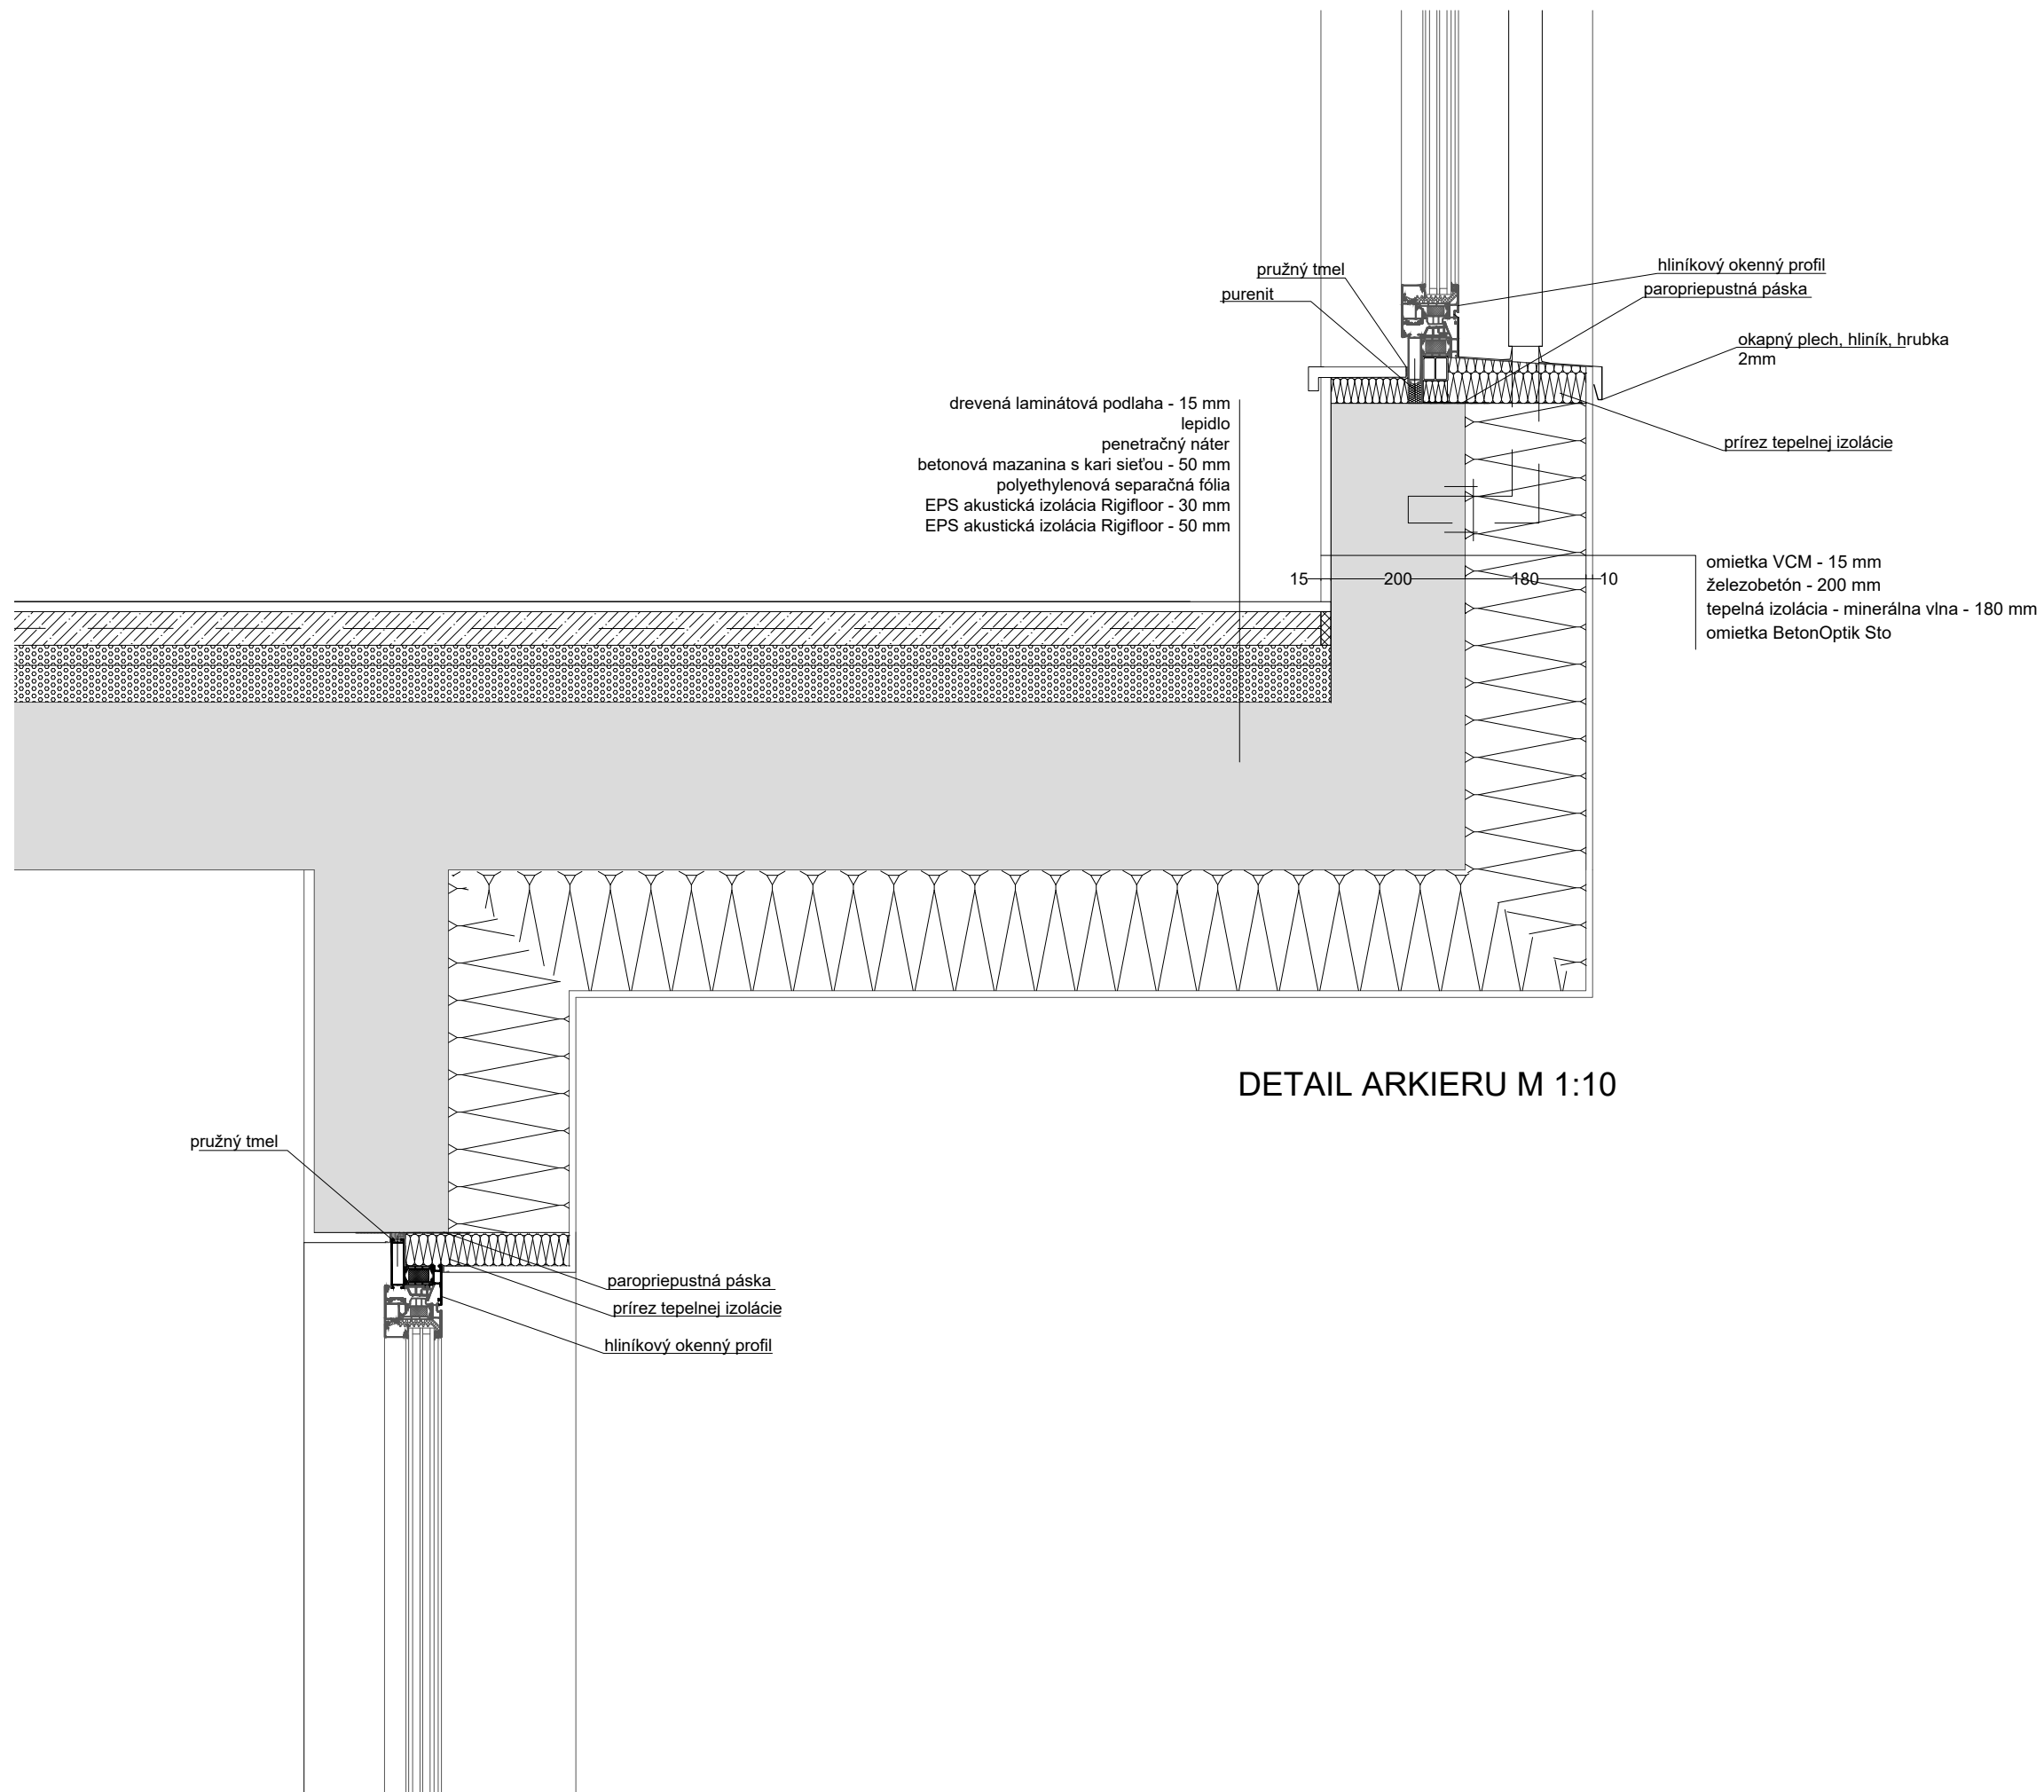 pružný tmel
purenit
hliníkový okenný profil
paropriepustná páska
okapný plech, hliník, hrubka
2mm
prírez tepelnej izolácie
drevená laminátová podlaha - 15 mm
lepidlo
penetračný náter
betonová mazanina s kari sieťou - 50 mm
polyethylenová separačná fólia
EPS akustická izolácia Rigifloor - 30 mm
EPS akustická izolácia Rigifloor - 50 mm
15 200 180 10
omietka VCM - 15 mm
železobetón - 200 mm
tepelná izolácia - minerálna vlna - 180 mm
omietka BetonOptik Sto
DETAIL ARKIERU M 1:10
pružný tmel
paropriepustná páska
prírez tepelnej izolácie
hliníkový okenný profil